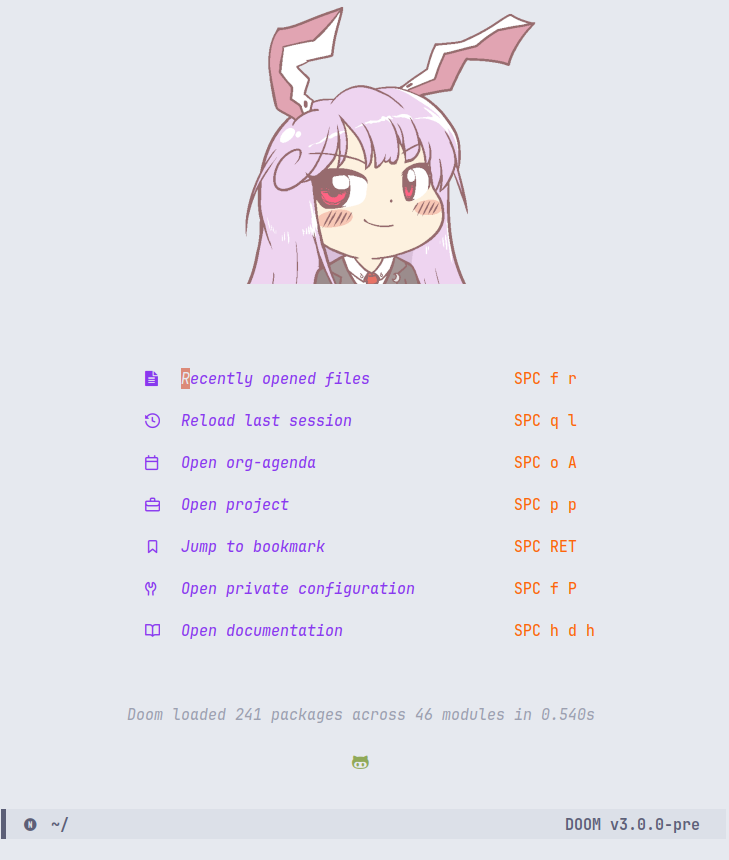 Recently opened files SPC f r
Reload last session SPC q l
Open org-agenda SPC o A
Open project SPC p p
Jump to bookmark SPC RET
Open private configuration SPC f P
Open documentation SPC h d h
Doom loaded 241 packages across 46 modules in 0.540s
N ~/ DOOM v3.0.0-pre